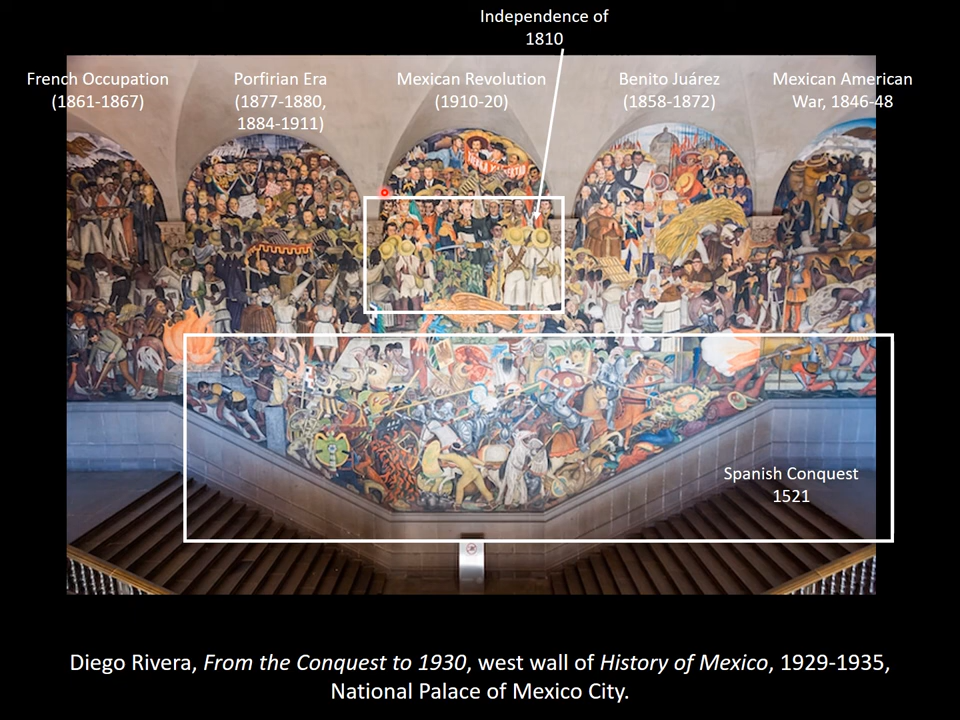 Independence of
1810
French Occupation
(1861-1867)
Porfirian Era
(1877-1880,
1884-1911)
Mexican Revolution
(1910-20)
Benito Juárez
(1858-1872)
Mexican American
War, 1846-48
Spanish Conquest
1521
Diego Rivera, From the Conquest to 1930, west wall of History of Mexico, 1929-1935,
National Palace of Mexico City.